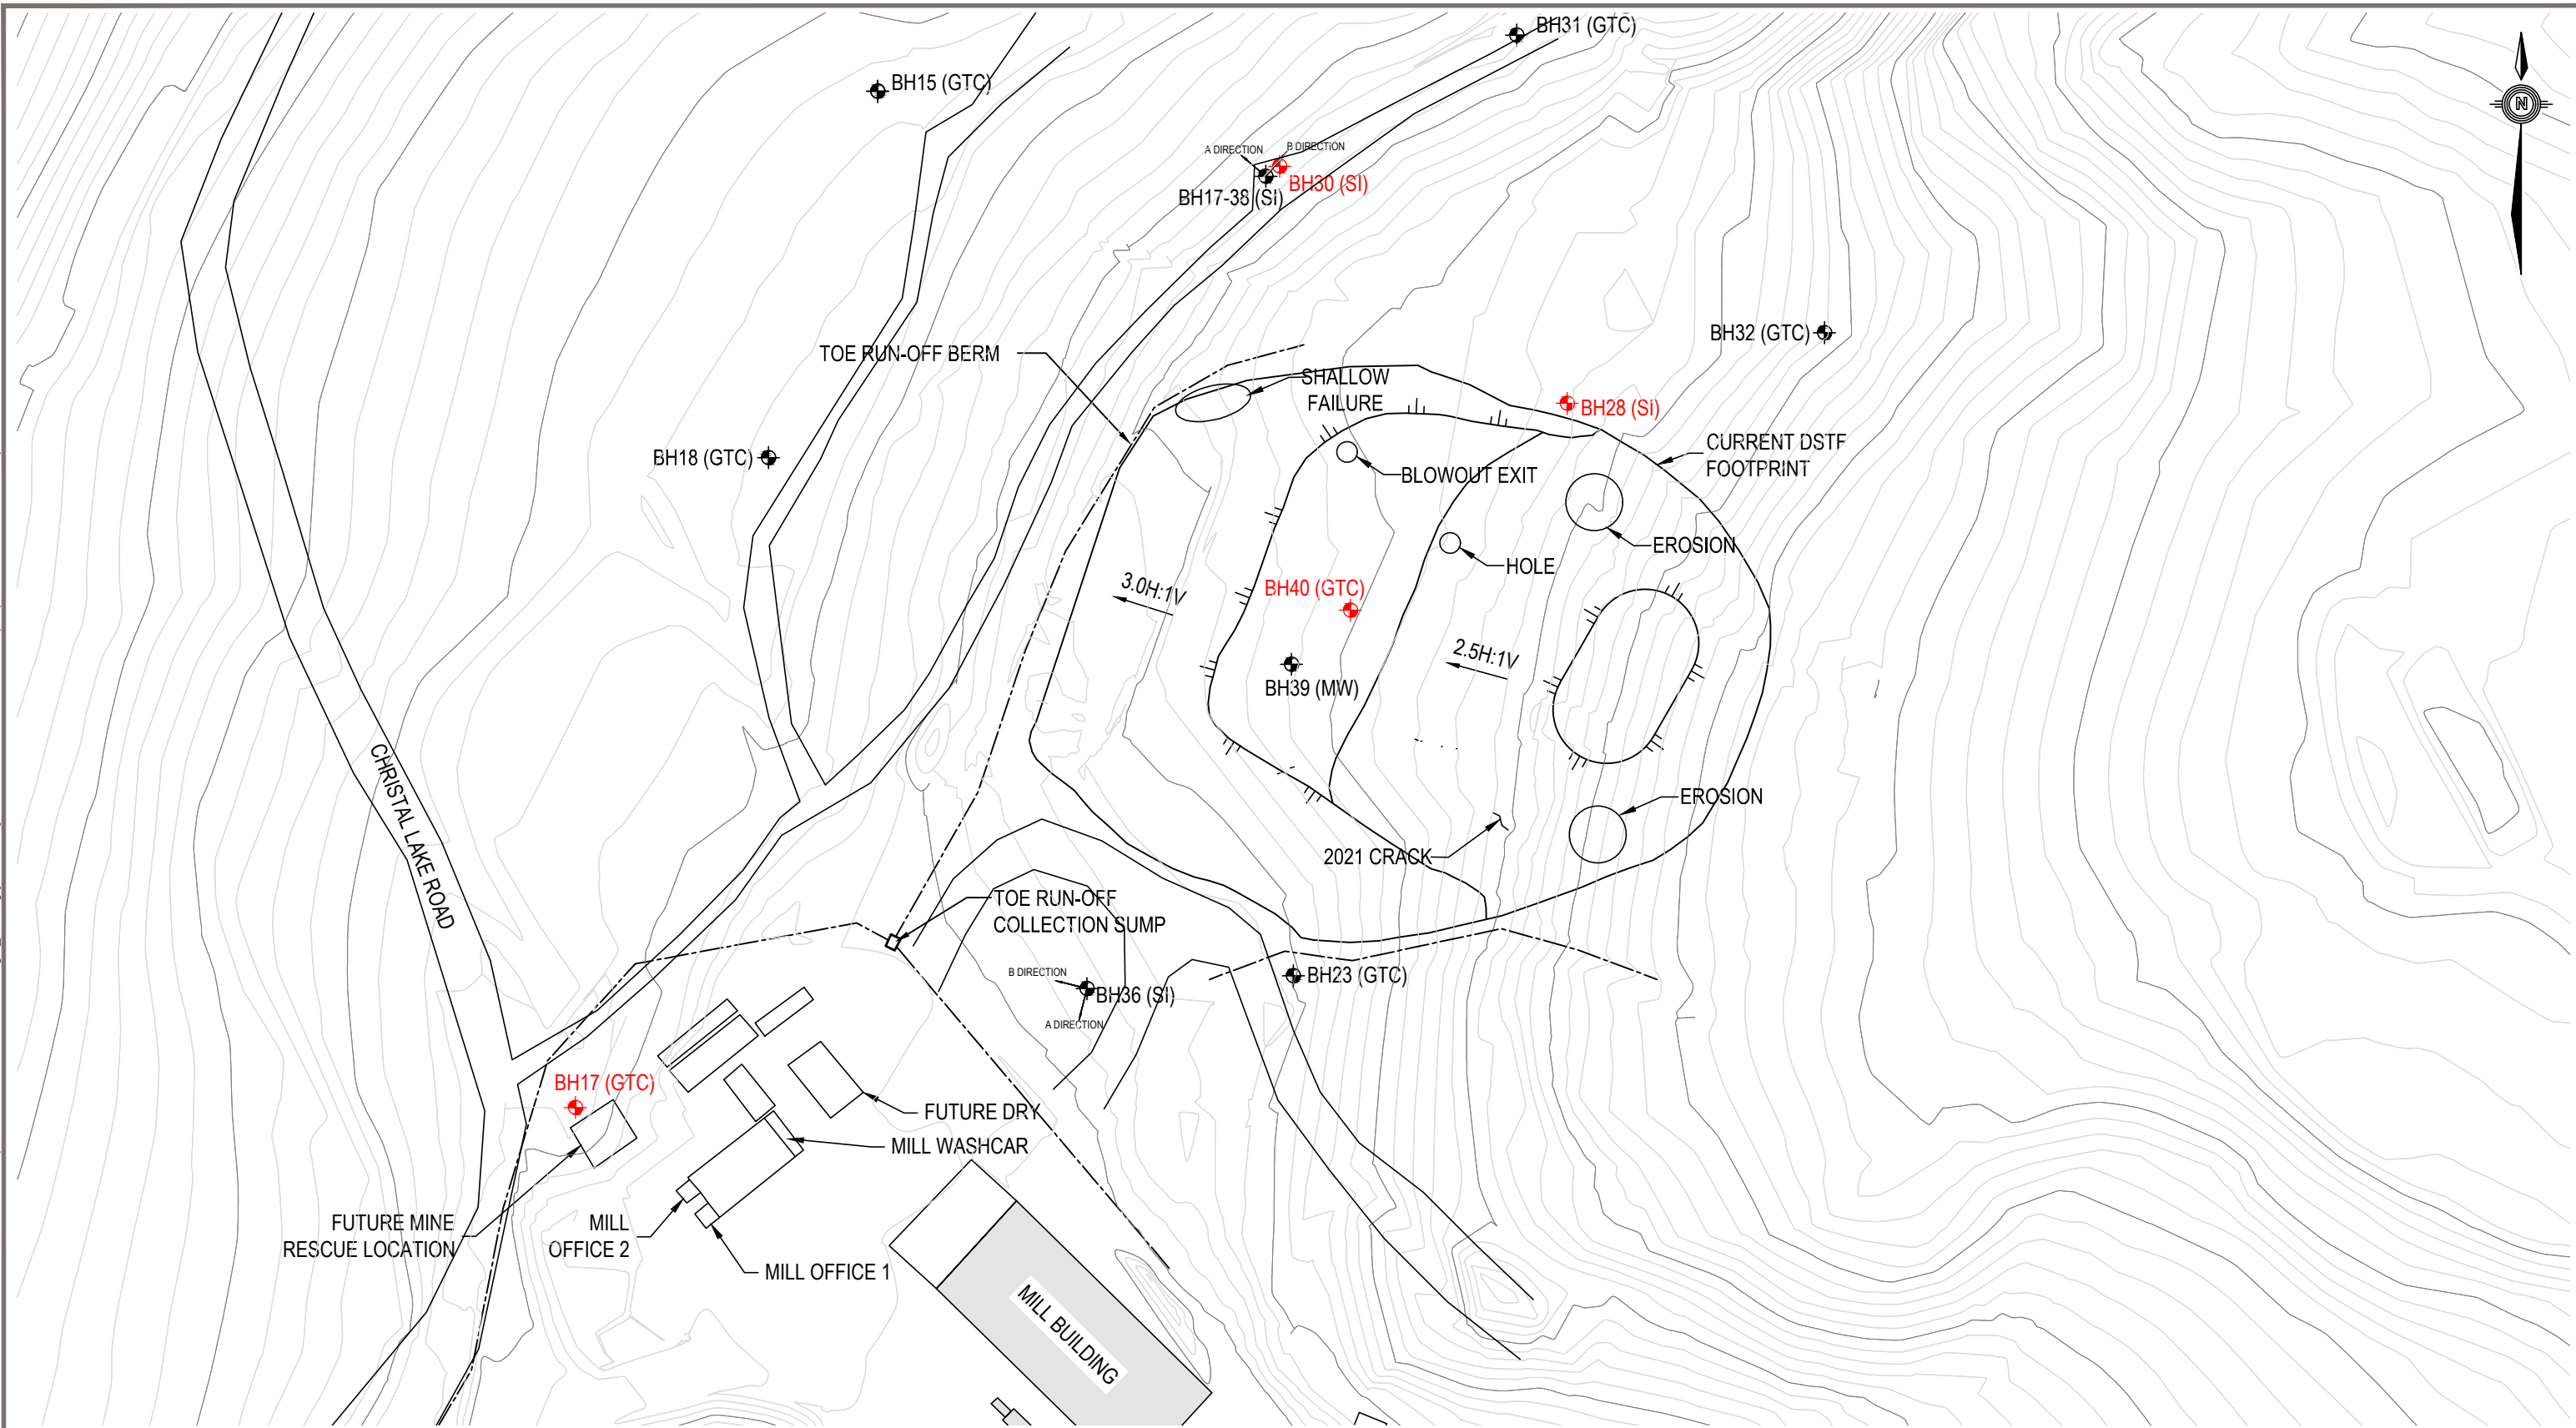 BH31 (GTC)
BH15 (GTC)
N
A DIRECTION
B DIRECTION
BH30 (SI)
BH17-38 (SI)
BH32 (GTC)
TOE RUN-OFF BERM
SHALLOW
FAILURE
BH28 (SI)
CURRENT DSTF
FOOTPRINT
BH18 (GTC)
BLOWOUT EXIT
EROSION
HOLE
3.0H:1V
BH40 (GTC)
2.5H:1V
BH39 (MW)
CHRISTAL LAKE ROAD
EROSION
2021 CRACK
TOE RUN-OFF
COLLECTION SUMP
B DIRECTION
BH36 (SI)
A DIRECTION
BH23 (GTC)
BH17 (GTC)
FUTURE DRY
MILL WASHCAR
FUTURE MINE
RESCUE LOCATION
MILL
OFFICE 2
MILL OFFICE 1
MILL BUILDING